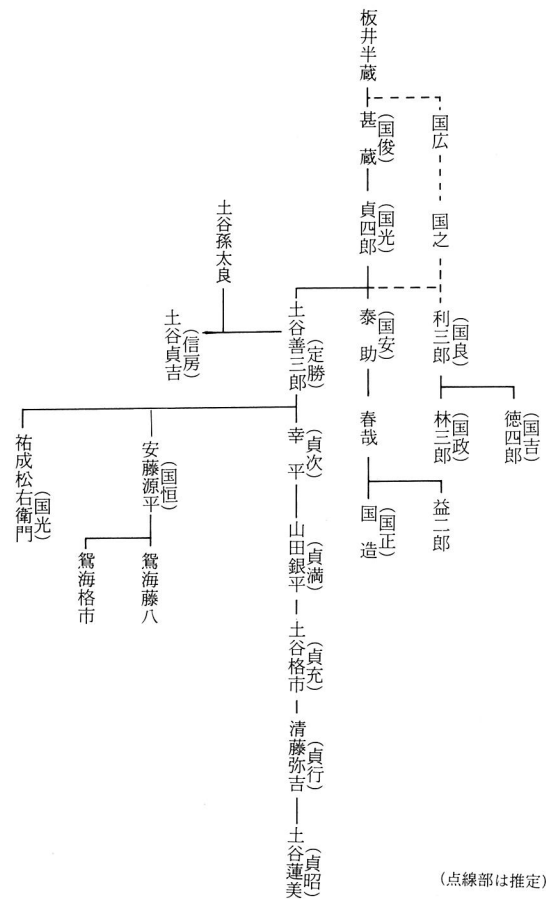 板井半蔵
国広
国之
甚蔵
(国俊)
貞四郎
(国光)
利三郎
(国良)
徳四郎
(国吉)
林三郎
(国政)
泰助
(国安)
春哉
益二郎
国造
(国正)
土谷孫太良
土谷善三郎
(定勝)
土谷貞吉
(信房)
幸平
(貞次)
安藤源平
(国恒)
祐成松右衛門
(国光)
鴛海藤八
鴛海格市
山田銀平
(貞満)
土谷格市
(貞充)
清藤弥吉
(貞行)
土谷蓮美
(貞昭)
(点線部は推定)